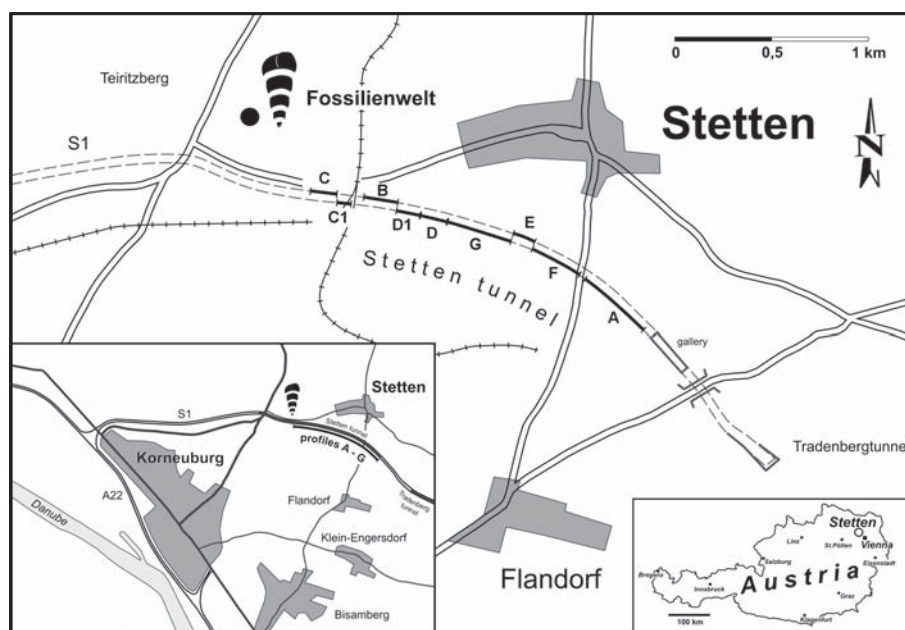 0 0,5 1 km
Teiritzberg
Fossilienwelt
Stetten
N
S1
C
B
C1
D1
D
G
E
F
A
Stetten tunnel
gallery
Tradenbergtunnel
Flandorf
Stetten
S1
Stetten tunnel
profiles A - G
Korneuburg
A22
Flandorf
Tradenberg
tunnel
Danube
Klein-Engersdorf
Bisamberg
Stetten
Linz
St.Pölten
Vienna
Salzburg
Eisenstadt
Bregenz
Innsbruck
Austria
Graz
Klagenfurt
100 km